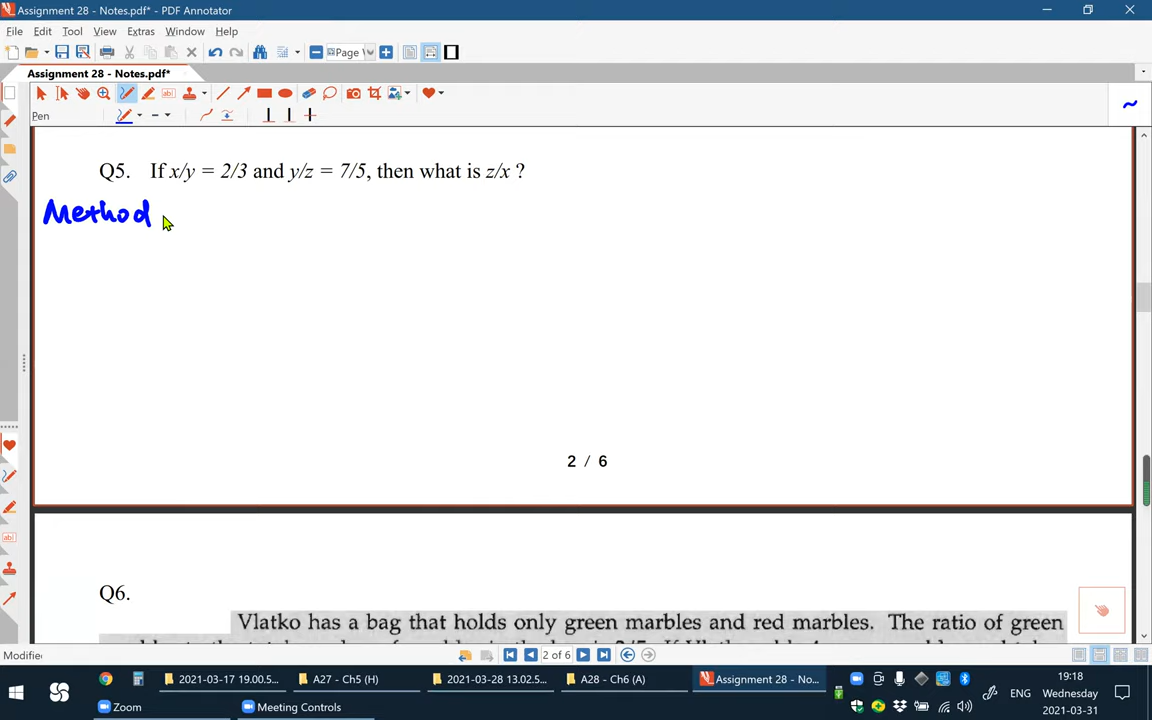 Assignment 28 - Notes.pdf* - PDF Annotator
File Edit Tool View Extras Window Help
Page
Assignment 28 - Notes.pdf*
Pen
Q5. If x/y = 2/3 and y/z = 7/5, then what is z/x ?
Method
2 / 6
Q6.
Vlatko has a bag that holds only green marbles and red marbles. The ratio of green
Modified
2 of 6
2021-03-17 19.00.5... A27 - Ch5 (H) 2021-03-28 13.02.5... A28 - Ch6 (A) Assignment 28 - No...
Zoom Meeting Controls
19:18
ENG Wednesday
2021-03-31